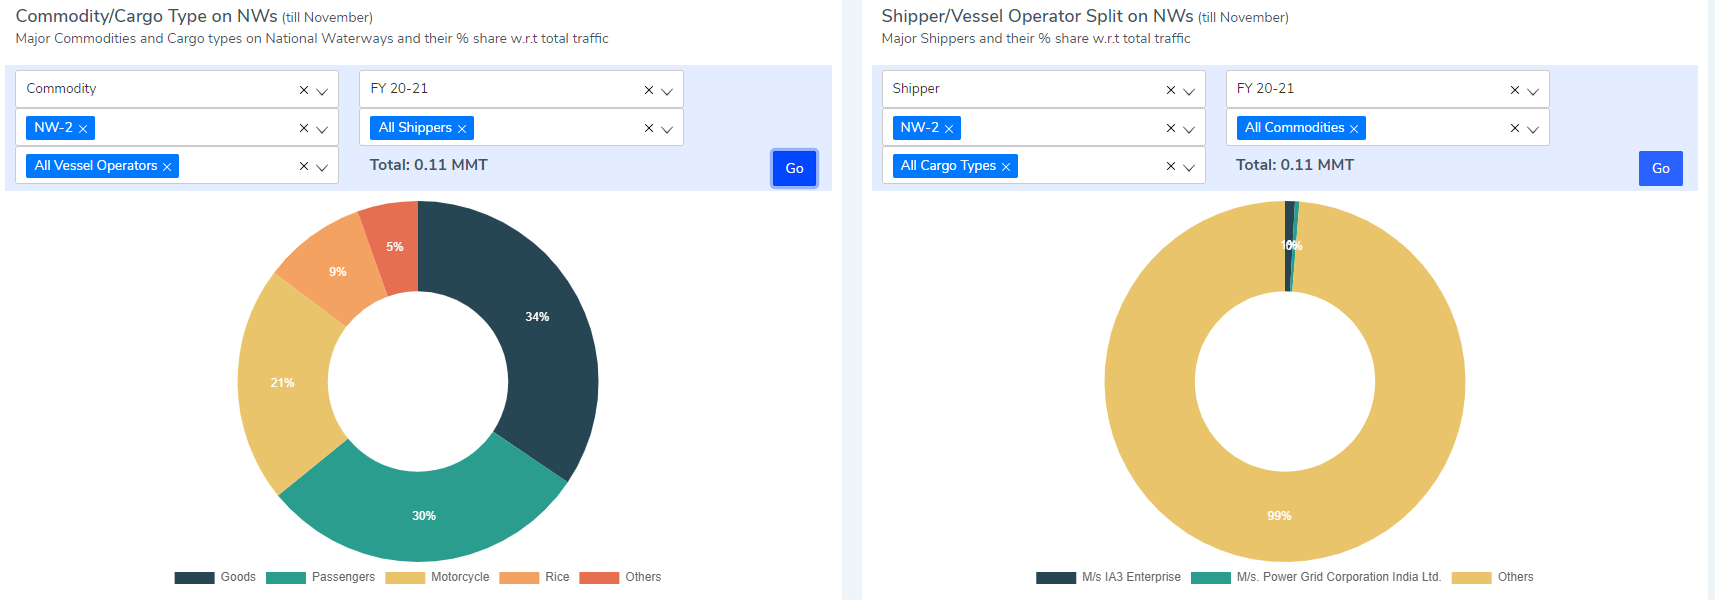 Commodity/Cargo Type on NWs (till November)
Major Commodities and Cargo types on National Waterways and their % share w.r.t total traffic
Commodity
FY 20-21
NW-2
All Shippers
All Vessel Operators
Total: 0.11 MMT
Go
5%
9%
34%
21%
30%
Goods Passengers Motorcycle Rice Others
Shipper/Vessel Operator Split on NWs (till November)
Major Shippers and their % share w.r.t total traffic
Shipper
FY 20-21
NW-2
All Commodities
All Cargo Types
Total: 0.11 MMT
Go
99%
M/s IA3 Enterprise M/s. Power Grid Corporation India Ltd. Others